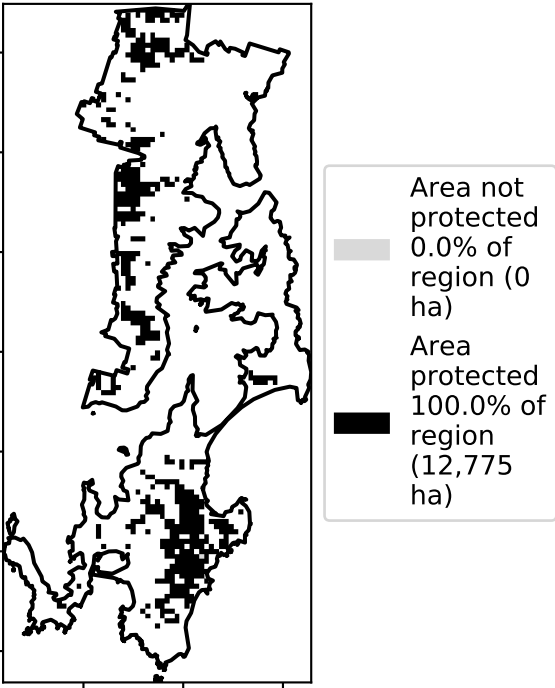 Area not
protected
0.0% of
region (0
ha)
Area
protected
100.0% of
region
(12,775
ha)